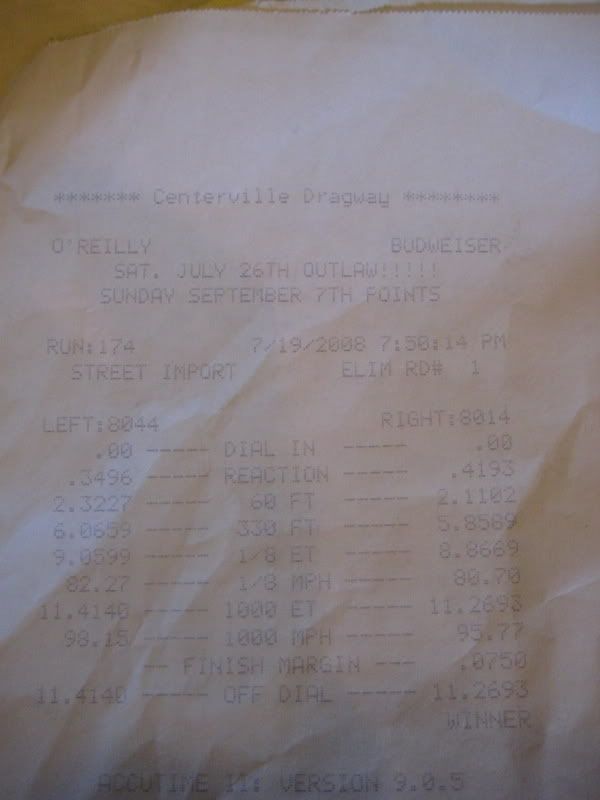 ******* Centerville Dragway ********
O'REILLY BUDWEISER
SAT. JULY 26TH OUTLAW!!!!!
SUNDAY SEPTEMBER 7TH POINTS
RUN:174 7/19/2008 7:50:14 PM
STREET IMPORT ELIM RD# 1
LEFT:8044 RIGHT:8014
.00 ----- DIAL IN ----- .00
.3496 ----- REACTION ----- .4193
2.3227 ----- 60 FT ----- 2.1102
6.0659 ----- 330 FT ----- 5.8589
9.0599 ----- 1/8 ET ----- 8.8669
82.27 ----- 1/8 MPH ----- 80.70
11.4140 ----- 1000 ET ----- 11.2693
98.15 ----- 1000 MPH ----- 95.77
-- FINISH MARGIN --- .0750
11.4140 ----- OFF DIAL ----- 11.2693
WINNER
ACCUTIME II: VERSION 9.0.5